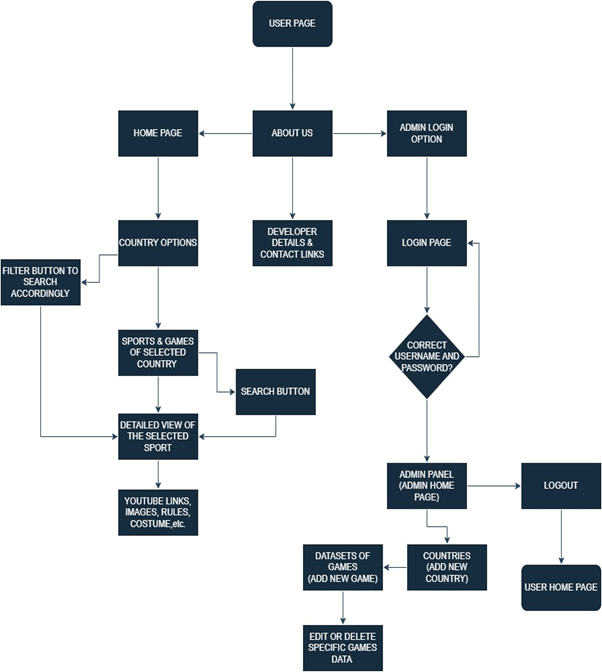 USER PAGE
HOME PAGE
ABOUT US
ADMIN LOGIN
OPTION
COUNTRY OPTIONS
DEVELOPER
DETAILS &
CONTACT LINKS
LOGIN PAGE
FILTER BUTTON TO
SEARCH
ACCORDINGLY
SPORTS & GAMES
OF SELECTED
COUNTRY
CORRECT
USERNAME AND
PASSWORD?
SEARCH BUTTON
DETAILED VIEW OF
THE SELECTED
SPORT
ADMIN PANEL
(ADMIN HOME
PAGE)
LOGOUT
YOUTUBE LINKS,
IMAGES, RULES,
COSTUME,etc.
DATASETS OF
GAMES
(ADD NEW GAME)
COUNTRIES
(ADD NEW
COUNTRY)
USER HOME PAGE
EDIT OR DELETE
SPECIFIC GAMES
DATA